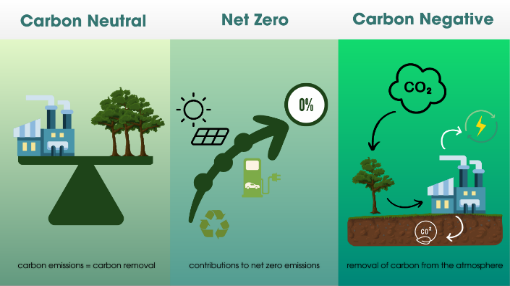 Carbon Neutral
Net Zero
Carbon Negative
0%
CO₂
CO²
carbon emissions = carbon removal
contributions to net zero emissions
removal of carbon from the atmosphere